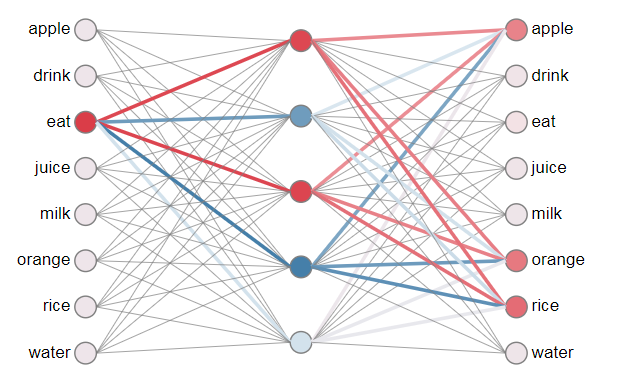 apple apple
drink drink
eat eat
juice juice
milk milk
orange orange
rice rice
water water